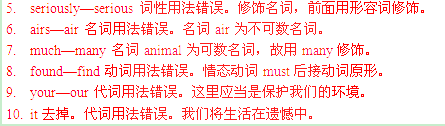 5. seriously—serious 词性用法错误。修饰名词，前面用形容词修饰。
6. airs—air 名词用法错误。名词 air 为不可数名词。
7. much—many 名词 animal 为可数名词，故用 many 修饰。
8. found—find 动词用法错误。情态动词 must 后接动词原形。
9. your—our 代词用法错误。这里应当是保护我们的环境。
10. it 去掉。代词用法错误。我们将生活在遗憾中。